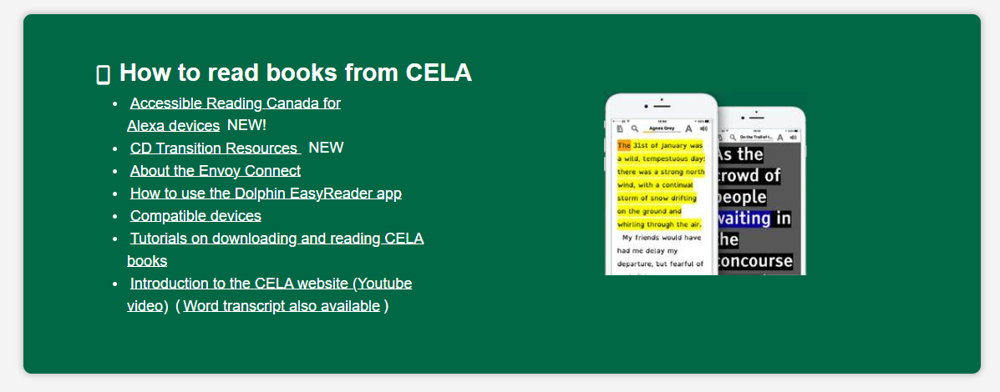 How to read books from CELA
• Accessible Reading Canada for
Alexa devices NEW!
• CD Transition Resources NEW
• About the Envoy Connect
• How to use the Dolphin EasyReader app
• Compatible devices
• Tutorials on downloading and reading CELA
books
• Introduction to the CELA website (Youtube
video) ( Word transcript also available )
Agnes Grey
A
The 31st of January was
a wild, tempestuous day:
there was a strong north
wind, with a continual
storm of snow drifting
on the ground and
whirling through the air.
My friends would have
had me delay my
departure, but fearful of
On the Trail of t...
A
As the
crowd of
people
waiting in
the
concourse